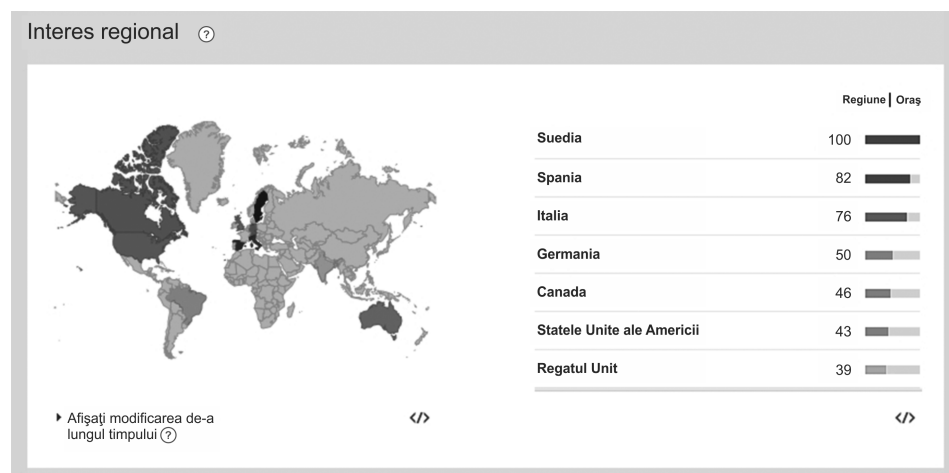 Interes regional ?
Regiune | Oraş
Suedia 100
Spania 82
Italia 76
Germania 50
Canada 46
Statele Unite ale Americii 43
Regatul Unit 39
Afişaţi modificarea de-a
lungul timpului ?
</> </>